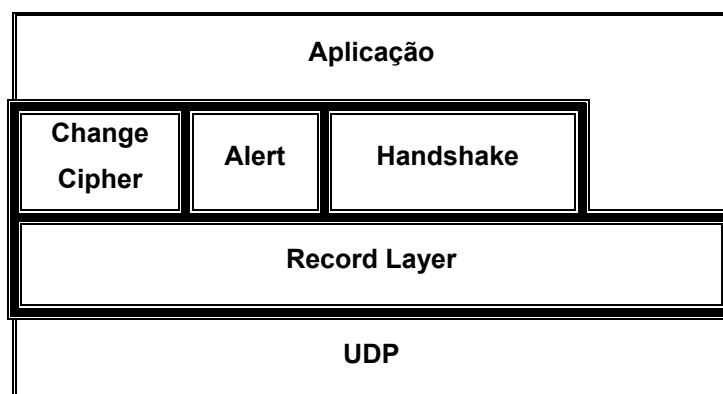 Aplicação
Change
Cipher
Alert
Handshake
Record Layer
UDP